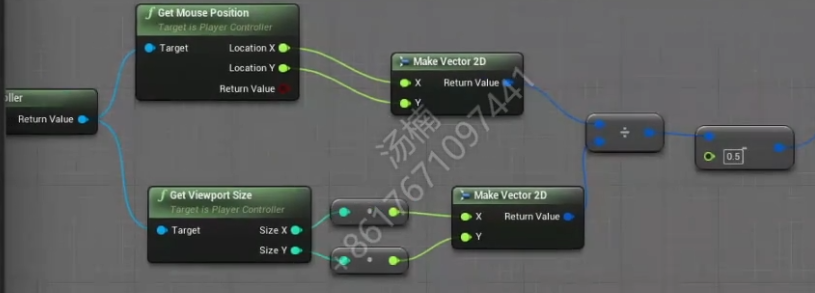 Get Mouse Position
Target is Player Controller
Target
Location X
Location Y
Return Value
oller
Return Value
Make Vector 2D
X
Return Value
Y
÷
0.5
Get Viewport Size
Target is Player Controller
Target
Size X
Size Y
Make Vector 2D
X
Return Value
Y
汤楠
+8617671097441